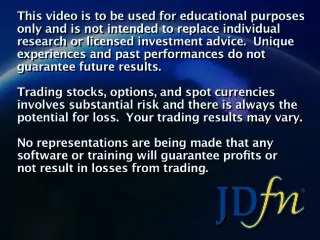 This video is to be used for educational purposes
only and is not intended to replace individual
research or licensed investment advice.  Unique
experiences and past performances do not
guarantee future results.
Trading stocks, options, and spot currencies
involves substantial risk and there is always the
potential for loss.  Your trading results may vary.
No representations are being made that any
software or training will guarantee profits or
not result in losses from trading.
JDfn